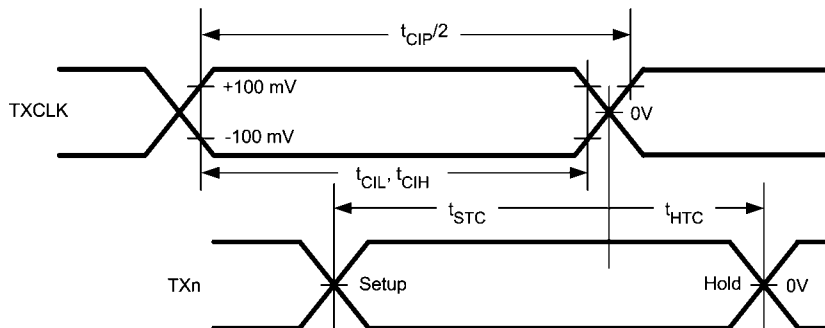 tCIP/2
TXCLK
+100 mV
-100 mV
0V
tCIL, tCIH
tSTC
tHTC
TXn
Setup
Hold
0V